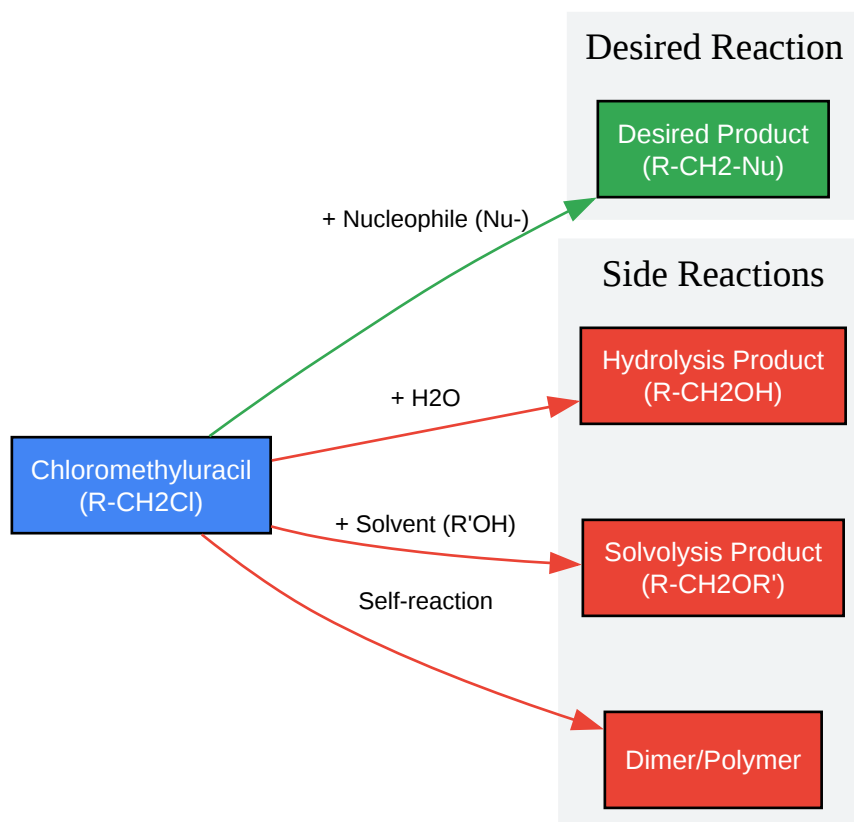 Desired Reaction
Desired Product
(R-CH2-Nu)
+ Nucleophile (Nu-)
Side Reactions
Hydrolysis Product
(R-CH2OH)
+ H2O
Chloromethyluracil
(R-CH2Cl)
+ Solvent (R'OH)
Solvolysis Product
(R-CH2OR')
Self-reaction
Dimer/Polymer